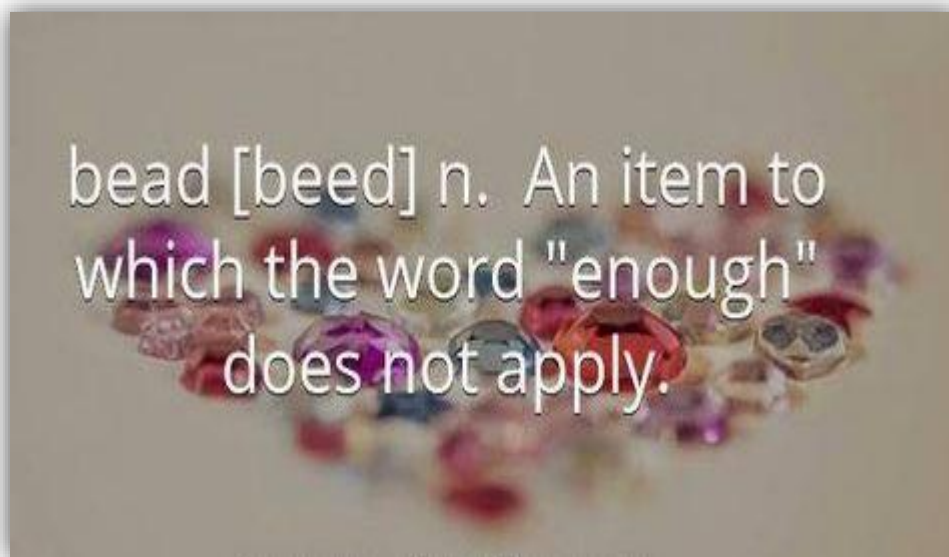 bead [beed] n. An item to
which the word "enough"
does not apply.